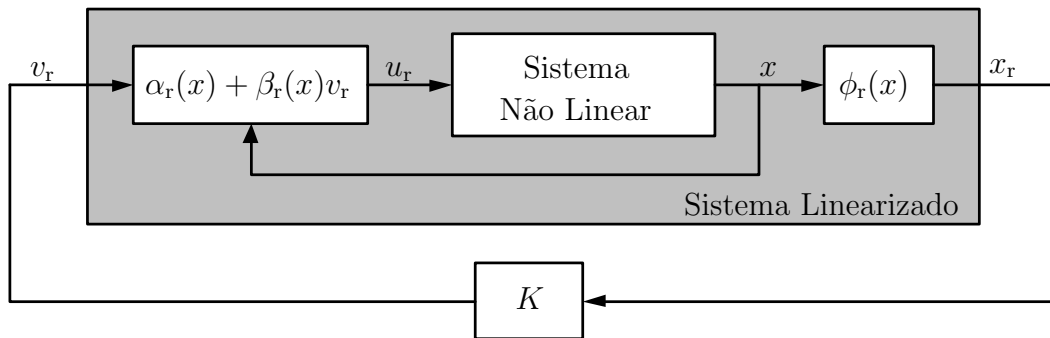 v_r
α_r(x) + β_r(x)v_r
u_r
Sistema
Não Linear
x
ϕ_r(x)
x_r
Sistema Linearizado
K